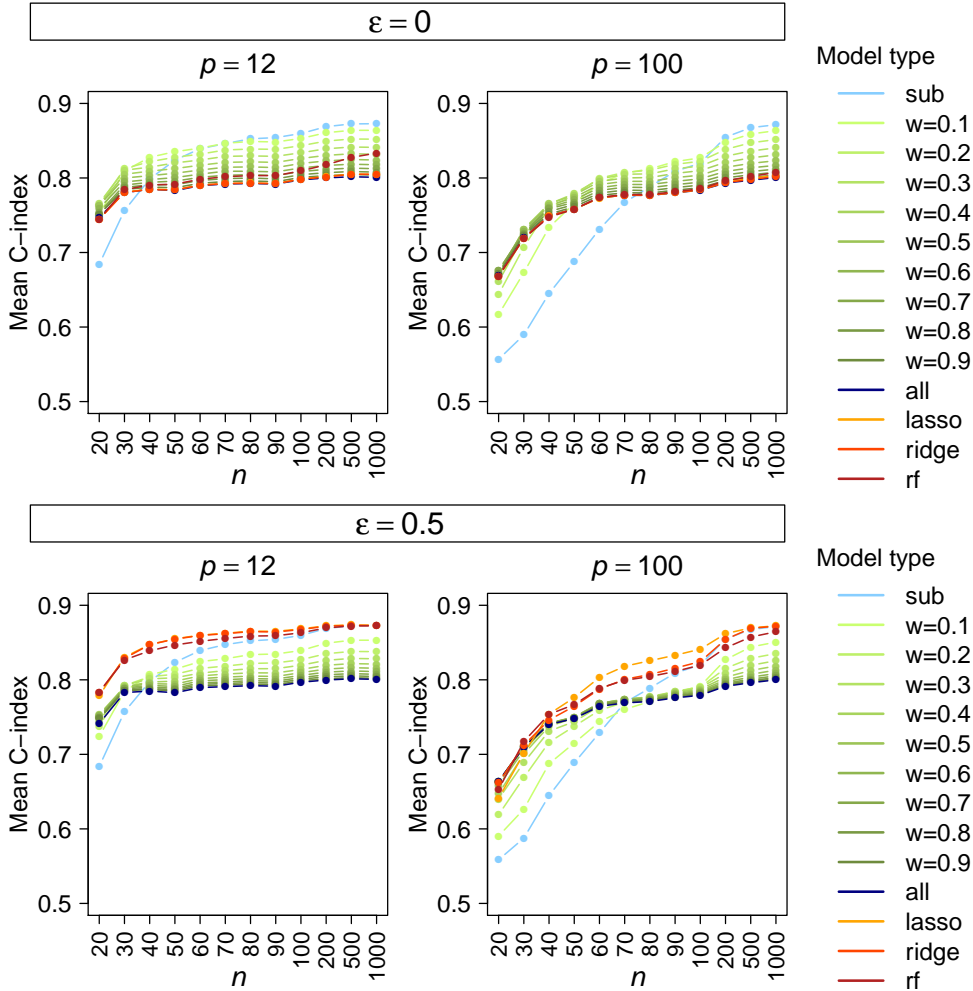 ε = 0
p = 12
p = 100
Model type
Mean C−index
0.9
0.8
0.7
0.6
0.5
20 30 40 50 60 70 80 90 100 200 500 1000
n
Mean C−index
0.9
0.8
0.7
0.6
0.5
20 30 40 50 60 70 80 90 100 200 500 1000
n
sub
w=0.1
w=0.2
w=0.3
w=0.4
w=0.5
w=0.6
w=0.7
w=0.8
w=0.9
all
lasso
ridge
rf
ε = 0.5
p = 12
p = 100
Model type
Mean C−index
0.9
0.8
0.7
0.6
0.5
20 30 40 50 60 70 80 90 100 200 500 1000
n
Mean C−index
0.9
0.8
0.7
0.6
0.5
20 30 40 50 60 70 80 90 100 200 500 1000
n
sub
w=0.1
w=0.2
w=0.3
w=0.4
w=0.5
w=0.6
w=0.7
w=0.8
w=0.9
all
lasso
ridge
rf